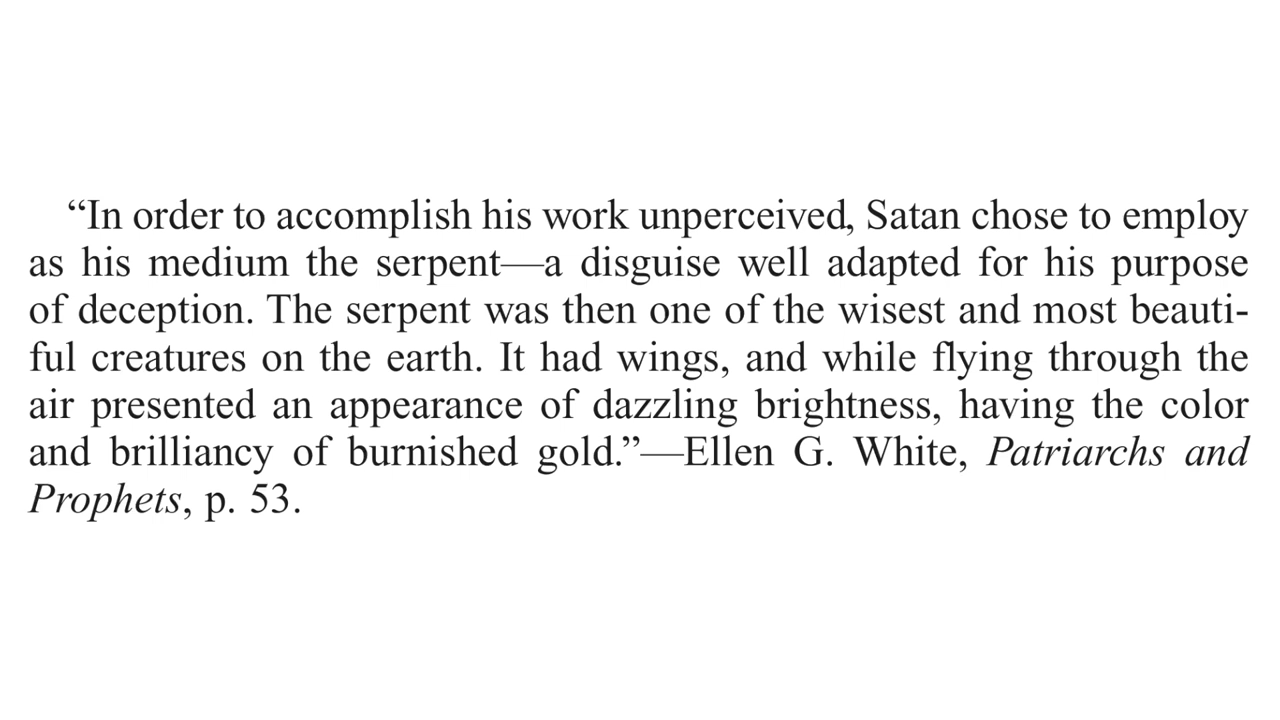 “In order to accomplish his work unperceived, Satan chose to employ
as his medium the serpent—a disguise well adapted for his purpose
of deception. The serpent was then one of the wisest and most beauti-
ful creatures on the earth. It had wings, and while flying through the
air presented an appearance of dazzling brightness, having the color
and brilliancy of burnished gold.”—Ellen G. White, Patriarchs and
Prophets, p. 53.